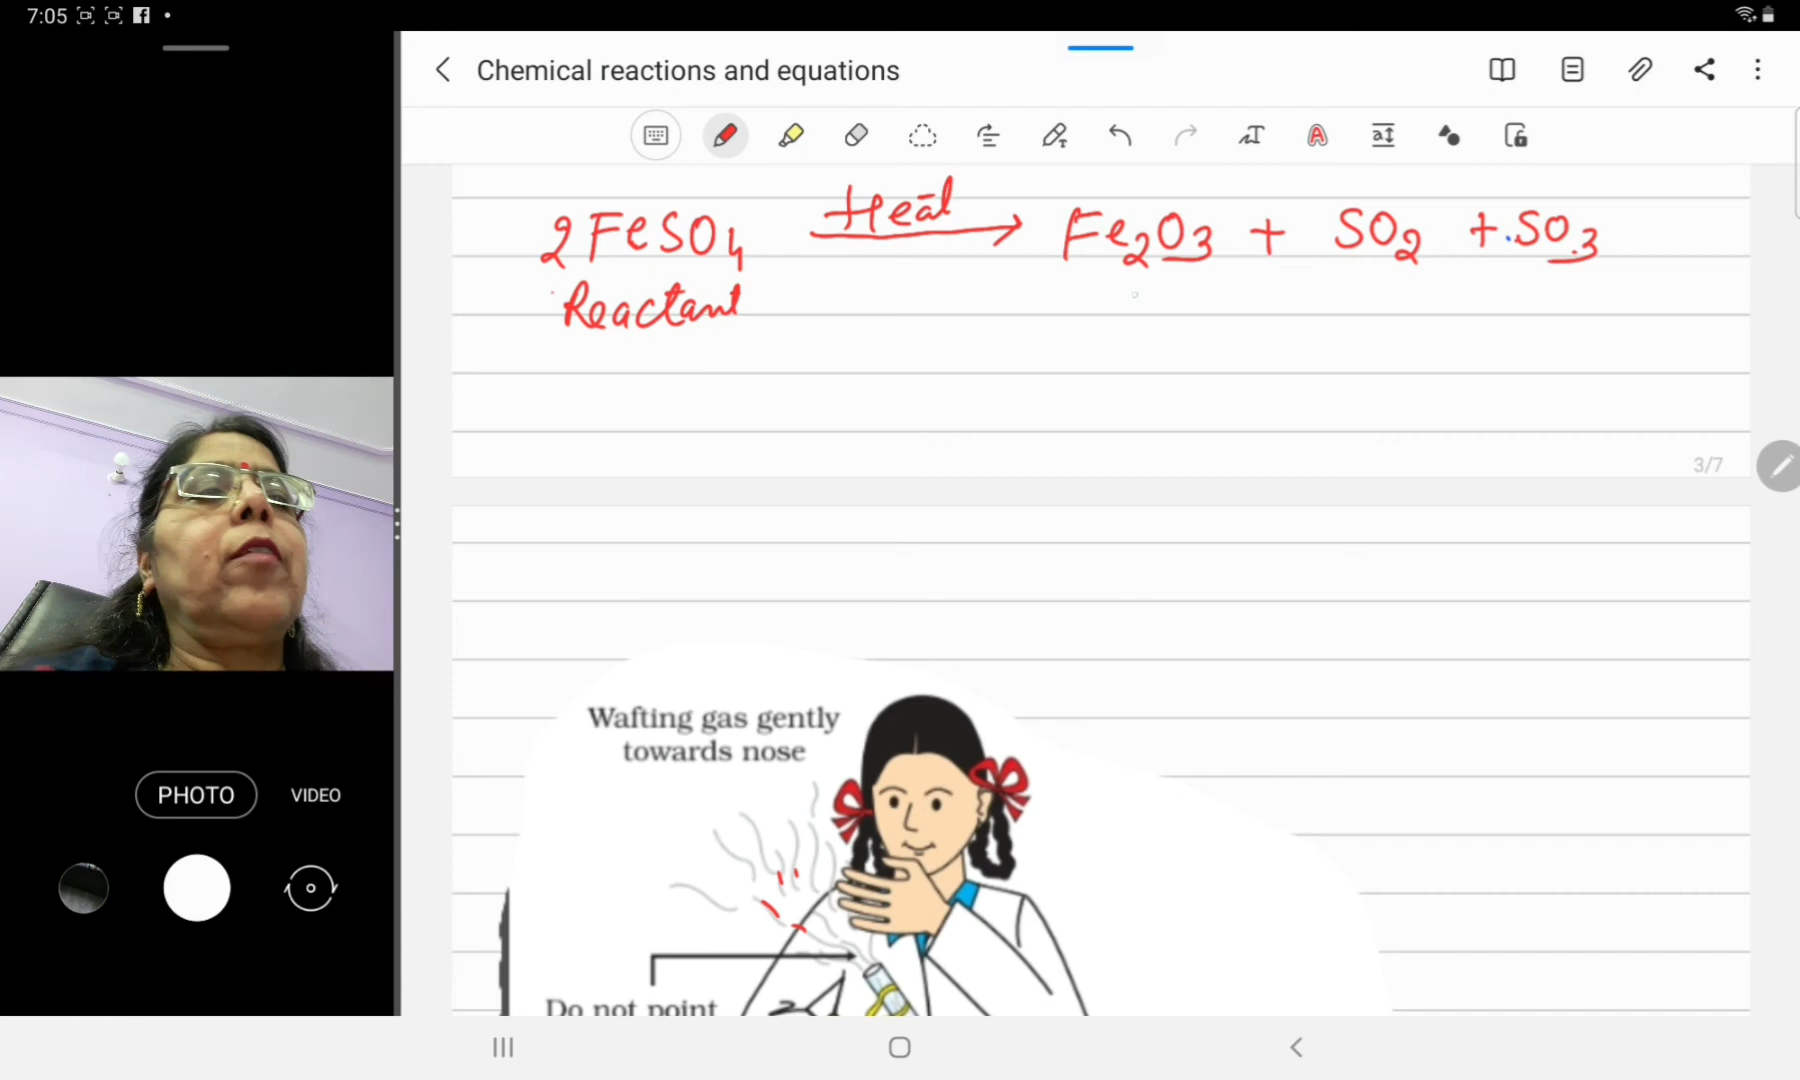 7:05
Chemical reactions and equations
2FeSO4 Heat → Fe2O3 + SO2 + SO3
Reactant
3/7
Wafting gas gently
towards nose
Do not point
PHOTO VIDEO